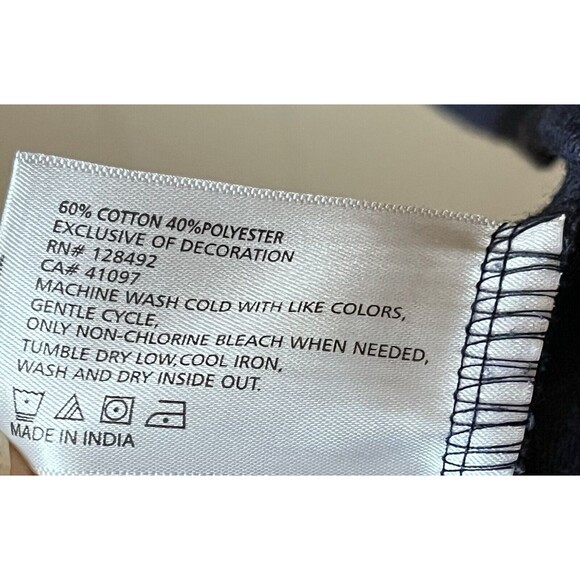 60% COTTON 40%POLYESTER
EXCLUSIVE OF DECORATION
RN# 128492
CA# 41097
MACHINE WASH COLD WITH LIKE COLORS,
GENTLE CYCLE,
ONLY NON-CHLORINE BLEACH WHEN NEEDED,
TUMBLE DRY LOW,COOL IRON,
WASH AND DRY INSIDE OUT.
MADE IN INDIA